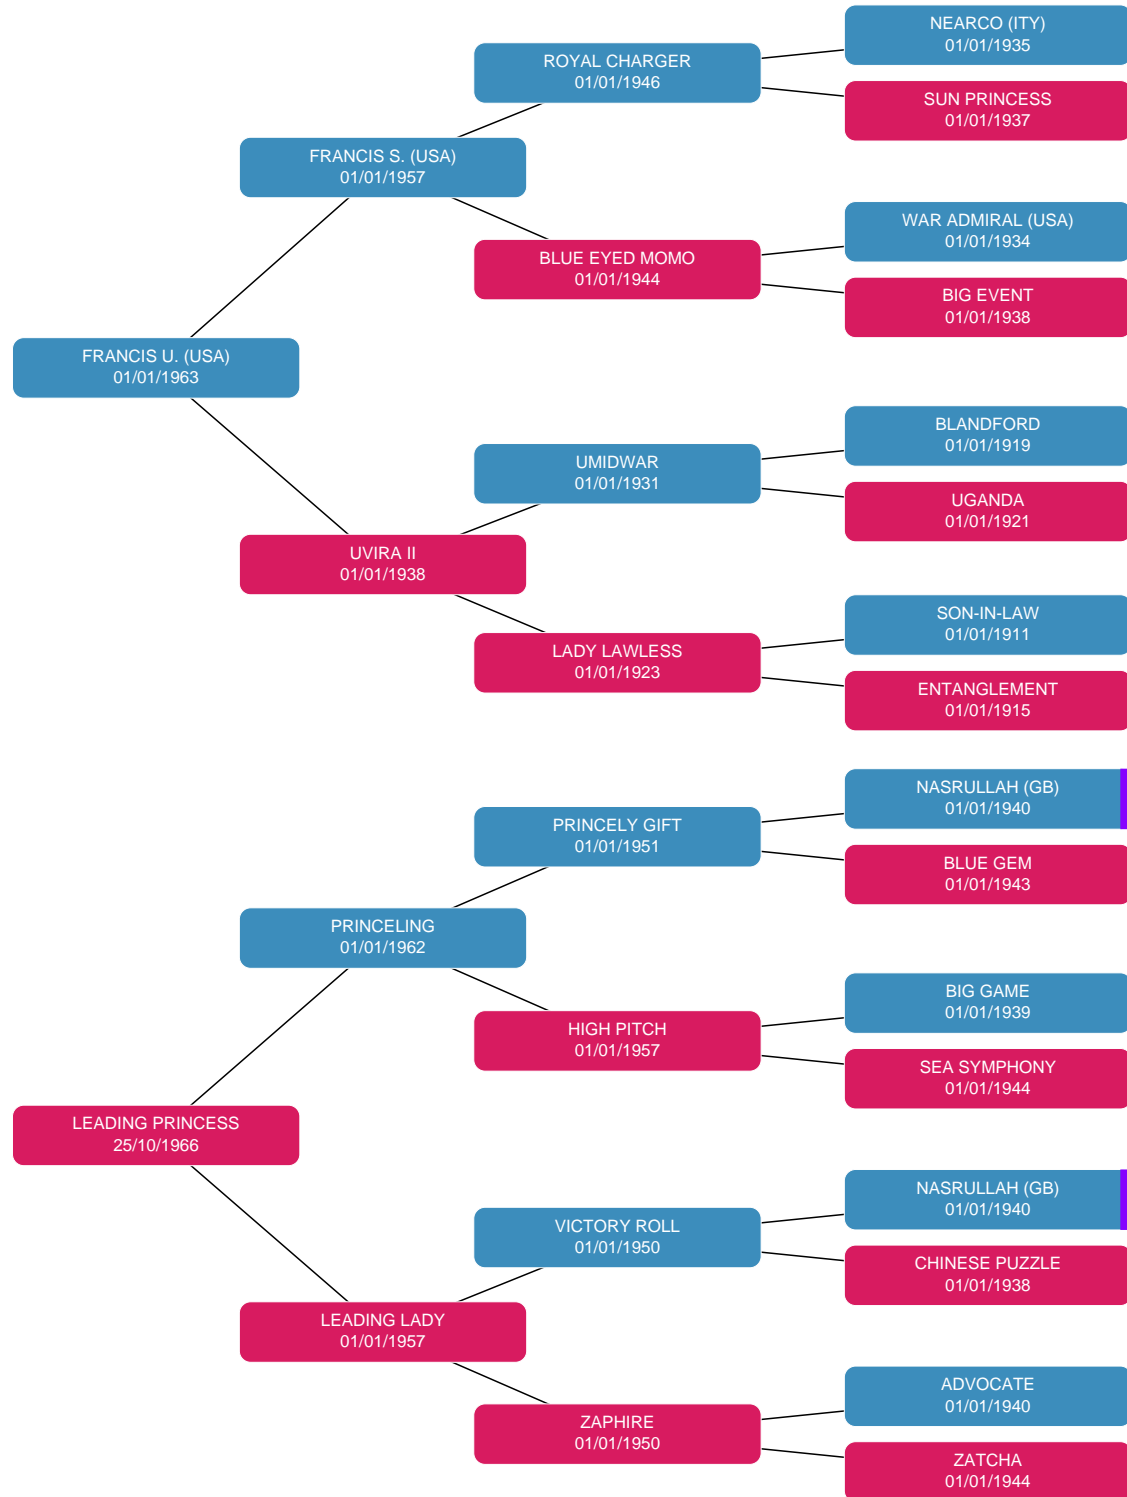 NEARCO (ITY)
01/01/1935
ROYAL CHARGER
01/01/1946
SUN PRINCESS
01/01/1937
FRANCIS S. (USA)
01/01/1957
WAR ADMIRAL (USA)
01/01/1934
BLUE EYED MOMO
01/01/1944
BIG EVENT
01/01/1938
FRANCIS U. (USA)
01/01/1963
BLANDFORD
01/01/1919
UMIDWAR
01/01/1931
UGANDA
01/01/1921
UVIRA II
01/01/1938
SON-IN-LAW
01/01/1911
LADY LAWLESS
01/01/1923
ENTANGLEMENT
01/01/1915
NASRULLAH (GB)
01/01/1940
PRINCELY GIFT
01/01/1951
BLUE GEM
01/01/1943
PRINCELING
01/01/1962
BIG GAME
01/01/1939
HIGH PITCH
01/01/1957
SEA SYMPHONY
01/01/1944
LEADING PRINCESS
25/10/1966
NASRULLAH (GB)
01/01/1940
VICTORY ROLL
01/01/1950
CHINESE PUZZLE
01/01/1938
LEADING LADY
01/01/1957
ADVOCATE
01/01/1940
ZAPHIRE
01/01/1950
ZATCHA
01/01/1944